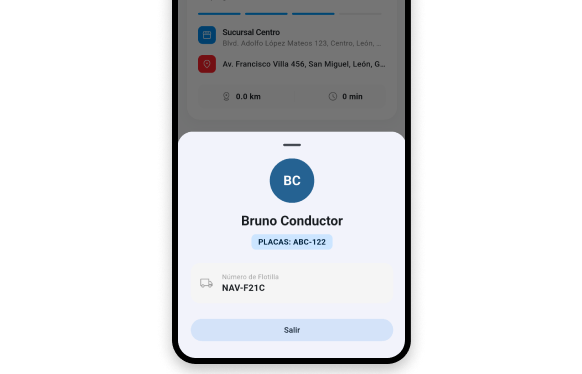 Sucursal Centro
Blvd. Adolfo López Mateos 123, Centro, León, ...
Av. Francisco Villa 456, San Miguel, León, G...
0.0 km
0 min
BC
Bruno Conductor
PLACAS: ABC-122
Número de Flotilla
NAV-F21C
Salir